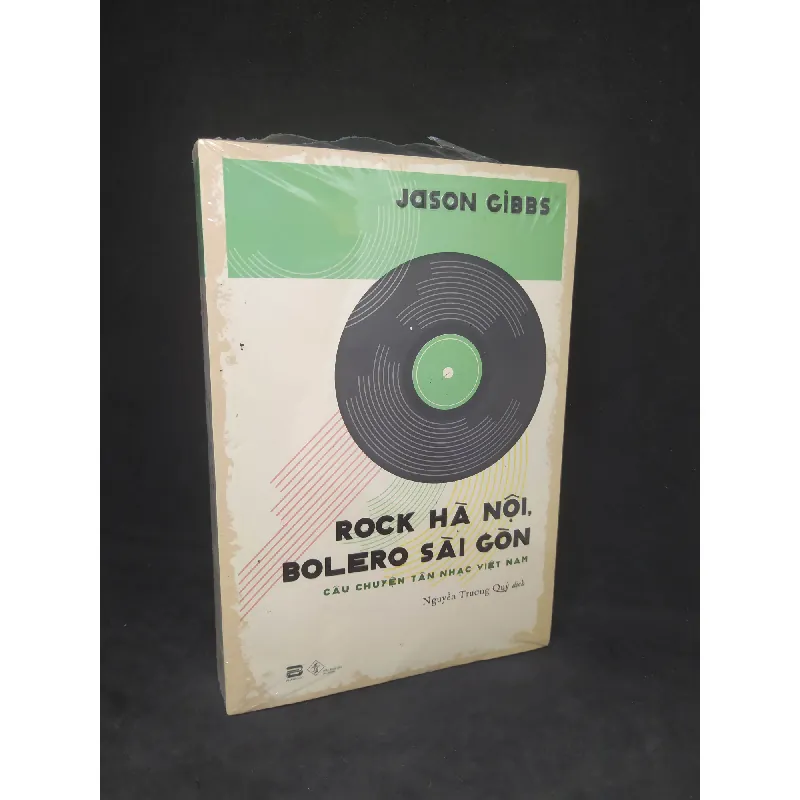 JASON GIBBS
ROCK HÀ NỘI,
BOLERO SÀI GÒN
CÂU CHUYỆN TÂN NHẠC VIỆT NAM
Nguyễn Trương Quý dịch